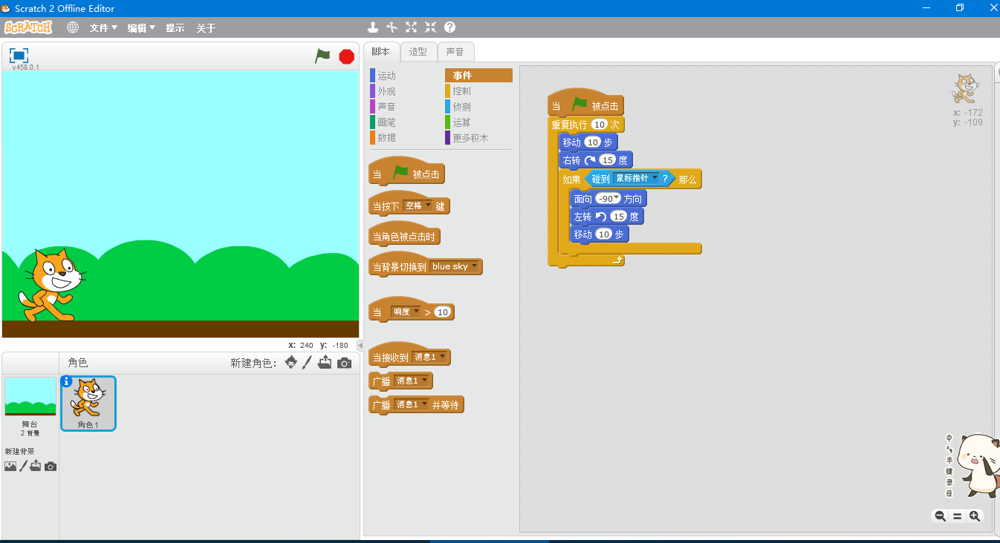 Scratch 2 Offline Editor
SCRATCH 文件 编辑 提示 关于
v458.0.1
脚本 造型 声音
运动 事件
外观 控制
声音 侦测
画笔 运算
数据 更多积木
当 被点击
当按下 空格 键
当角色被点击时
当背景切换到 blue sky
当 响度 > 10
当接收到 消息1
广播 消息1
广播 消息1 并等待
当 被点击
重复执行 10 次
移动 10 步
右转 15 度
如果 碰到 鼠标指针 ? 那么
面向 -90 方向
左转 15 度
移动 10 步
x: -172
y: -109
x: 240 y: -180
角色 新建角色:
舞台
2 背景
新建背景
角色1
中
半
键
录
设